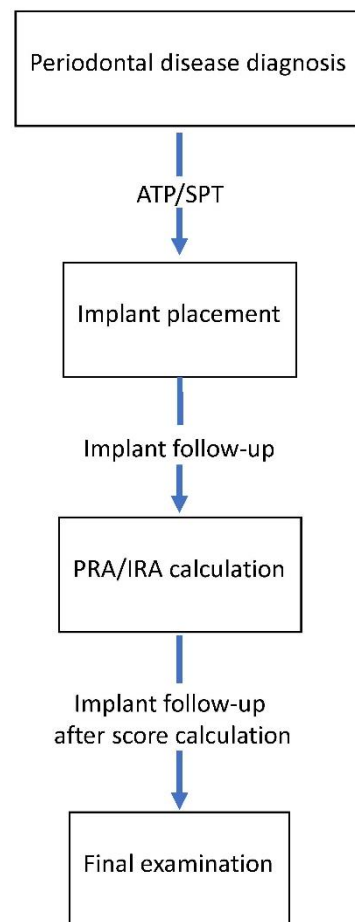 Periodontal disease diagnosis
ATP/SPT
Implant placement
Implant follow-up
PRA/IRA calculation
Implant follow-up
after score calculation
Final examination